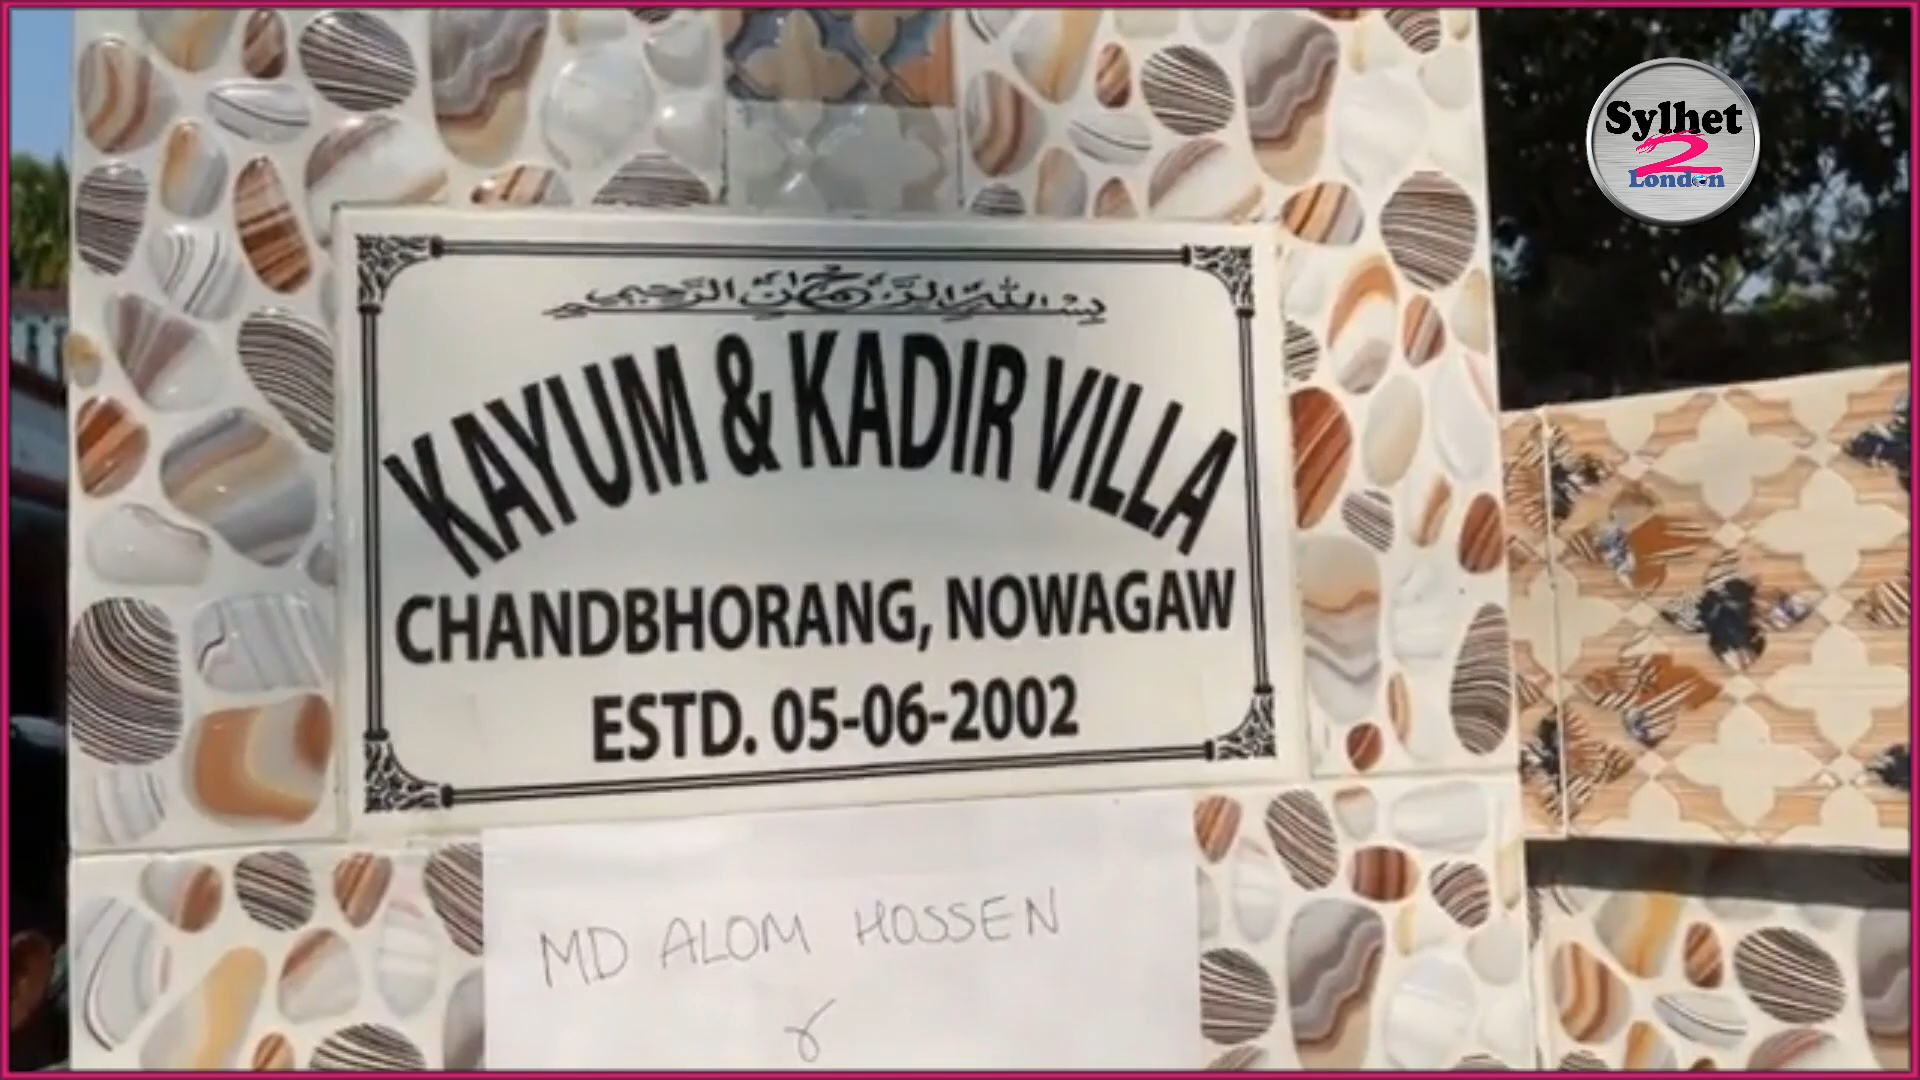 Sylhet
2
London
بسم الله الرحمن الرحيم
KAYUM & KADIR VILLA
CHANDBHORANG, NOWAGAW
ESTD. 05-06-2002
MD ALOM HOSSEN